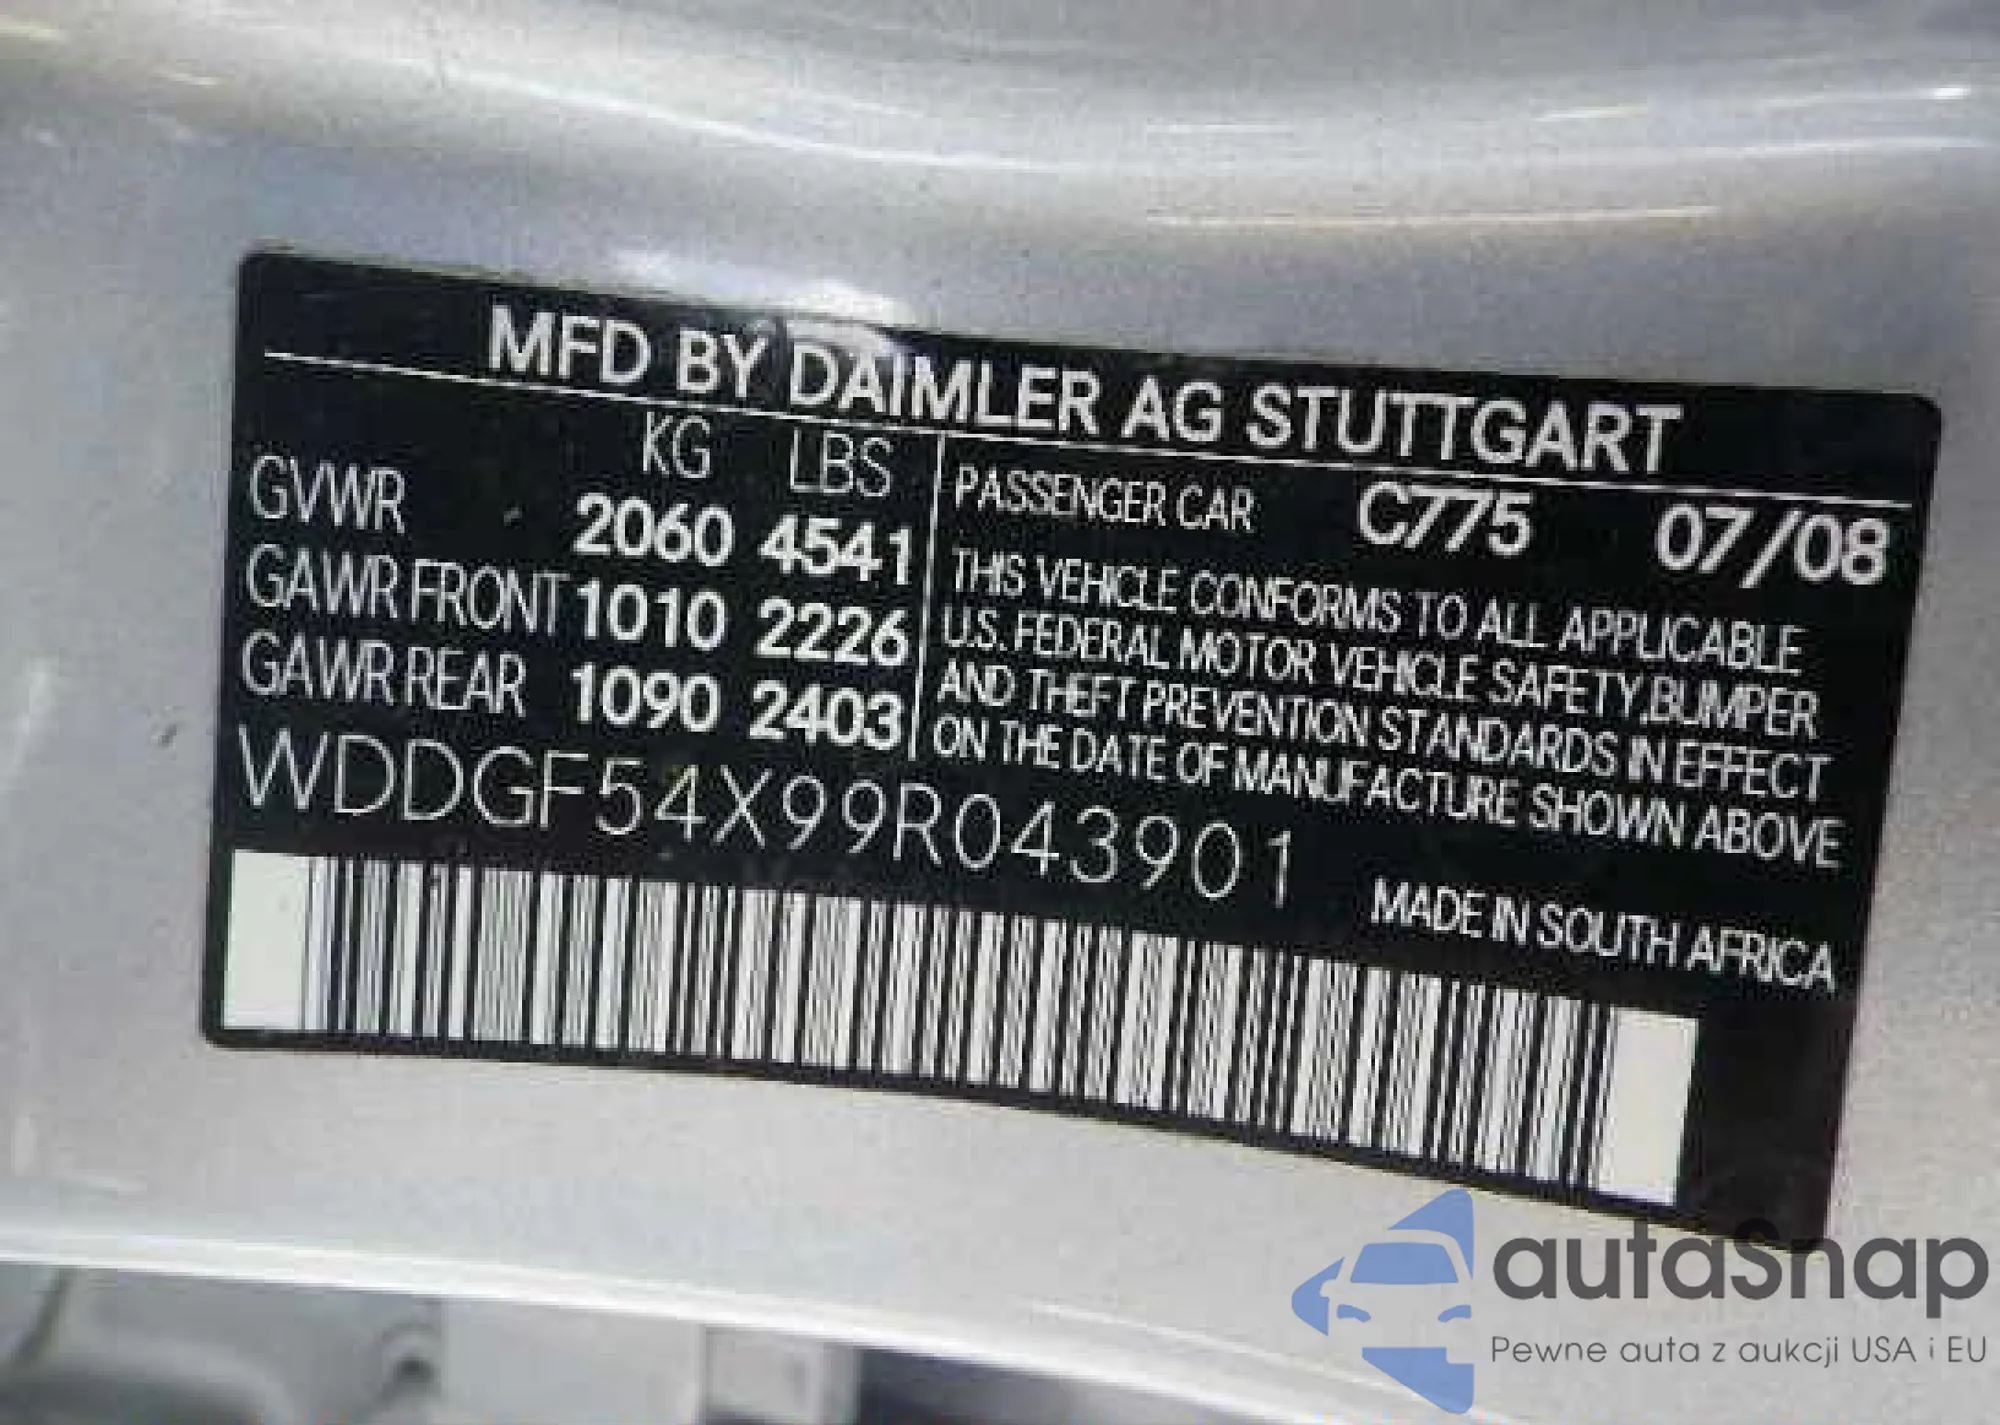 MFD BY DAIMLER AG STUTTGART
KG LBS
GVWR 2060 4541
GAWR FRONT 1010 2226
GAWR REAR 1090 2403
PASSENGER CAR C775 07/08
THIS VEHICLE CONFORMS TO ALL APPLICABLE
U.S. FEDERAL MOTOR VEHICLE SAFETY,BUMPER
AND THEFT PREVENTION STANDARDS IN EFFECT
ON THE DATE OF MANUFACTURE SHOWN ABOVE
WDDGF54X99R043901
MADE IN SOUTH AFRICA
autaSnap
Pewne auta z aukcji USA i EU